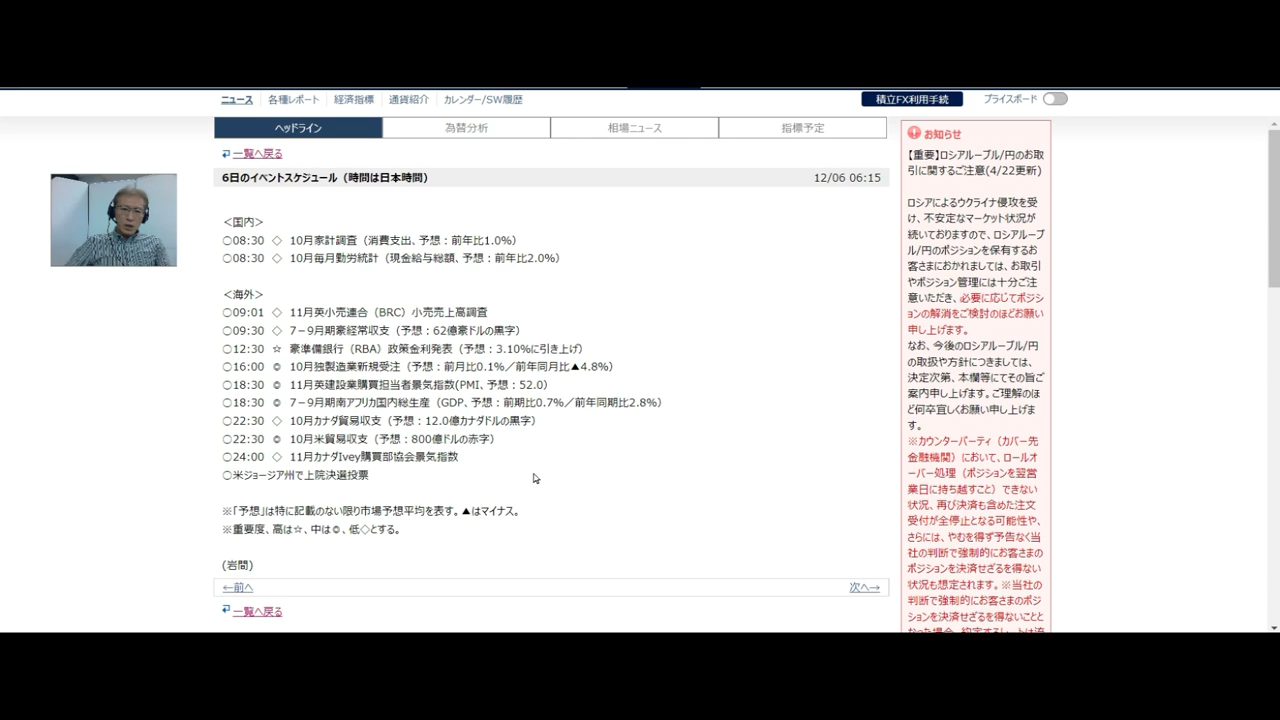 ニュース 各種レポート 経済指標 通貨紹介 カレンダー/SW履歴 積立FX利用手続 プライスボード
ヘッドライン 為替分析 相場ニュース 指標予定
一覧へ戻る
6日のイベントスケジュール（時間は日本時間） 12/06 06:15
＜国内＞
○08:30 ◇ 10月家計調査（消費支出、予想：前年比1.0%）
○08:30 ◇ 10月毎月勤労統計（現金給与総額、予想：前年比2.0%）
＜海外＞
○09:01 ◇ 11月英小売連合（BRC）小売売上高調査
○09:30 ◇ 7－9月期豪経常収支（予想：62億豪ドルの黒字）
○12:30 ☆ 豪準備銀行（RBA）政策金利発表（予想：3.10%に引き上げ）
○16:00 ◎ 10月独製造業新規受注（予想：前月比0.1%／前年同月比▲4.8%）
○18:30 ◎ 11月英建設業購買担当者景気指数(PMI、予想：52.0）
○18:30 ◎ 7－9月期南アフリカ国内総生産（GDP、予想：前期比0.7%／前年同期比2.8%）
○22:30 ◇ 10月カナダ貿易収支（予想：12.0億カナダドルの黒字）
○22:30 ◎ 10月米貿易収支（予想：800億ドルの赤字）
○24:00 ◇ 11月カナダIvey購買部協会景気指数
○米ジョージア州で上院決選投票
※「予想」は特に記載のない限り市場予想平均を表す。▲はマイナス。
※重要度、高は☆、中は◎、低◇とする。
(岩間)
←前へ 次へ→
一覧へ戻る
お知らせ
【重要】ロシアルーブル/円のお取
引に関するご注意(4/22更新)
ロシアによるウクライナ侵攻を受
け、不安定なマーケット状況が
続いておりますので、ロシアルーブ
ル/円のポジションを保有するお
客さまにおかれましては、お取引
やポジション管理には十分ご注
意いただき、必要に応じてポジシ
ョンの解消をご検討のほどお願い
申し上げます。
なお、今後のロシアルーブル/円
の取扱や方針につきましては、
決定次第、本欄等にてその旨ご
案内申し上げます。ご理解のほ
ど何卒宜しくお願い申し上げま
す。
※カウンターパーティ（カバー先
金融機関）において、ロールオ
ーバー処理（ポジションを翌営
業日に持ち越すこと）できない
状況、再び決済も含めた注文
受付が全停止となる可能性や、
さらには、やむを得ず予告なく当
社の判断で強制的にお客さまの
ポジションを決済せざるを得ない
状況も想定されます。※当社の
判断で強制的にお客さまのポジ
ションを決済せざるを得ないことと